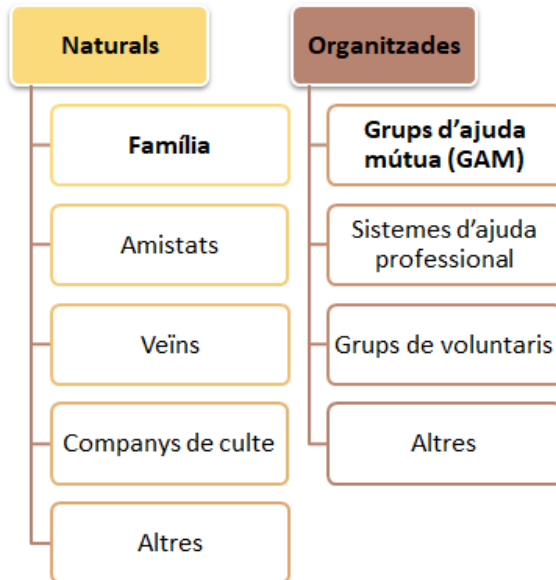 Naturals
Família
Amistats
Veïns
Companys de culte
Altres
Organitzades
Grups d'ajuda
mútua (GAM)
Sistemes d'ajuda
professional
Grups de voluntaris
Altres